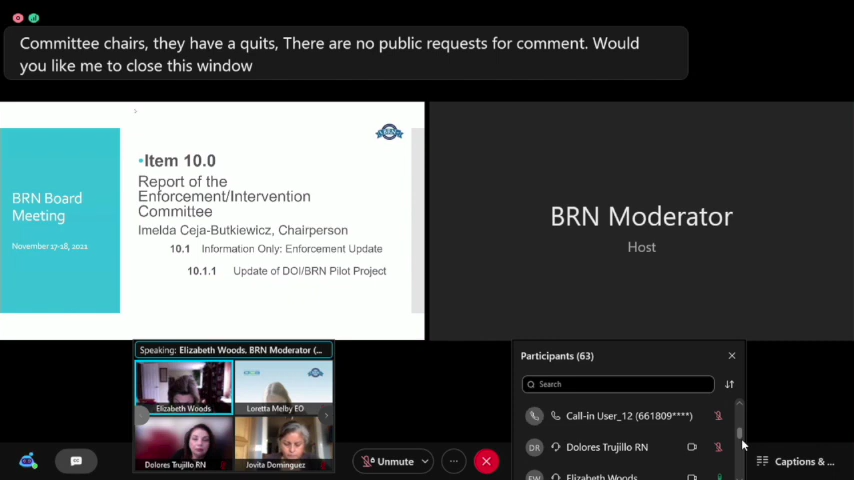 Committee chairs, they have a quits, There are no public requests for comment. Would
you like me to close this window
BRN Board
Meeting
November 17-18, 2021
•Item 10.0
Report of the
Enforcement/Intervention
Committee
Imelda Ceja-Butkiewicz, Chairperson
10.1 Information Only: Enforcement Update
10.1.1 Update of DOI/BRN Pilot Project
BRN Moderator
Host
Speaking: Elizabeth Woods, BRN Moderator (...
Elizabeth Woods
Loretta Melby EO
Dolores Trujillo RN
Jovita Dominguez
Participants (63)
Search
Call-in User_12 (661809****)
DR Dolores Trujillo RN
EW Elizabeth Woods
Unmute
Captions & ...